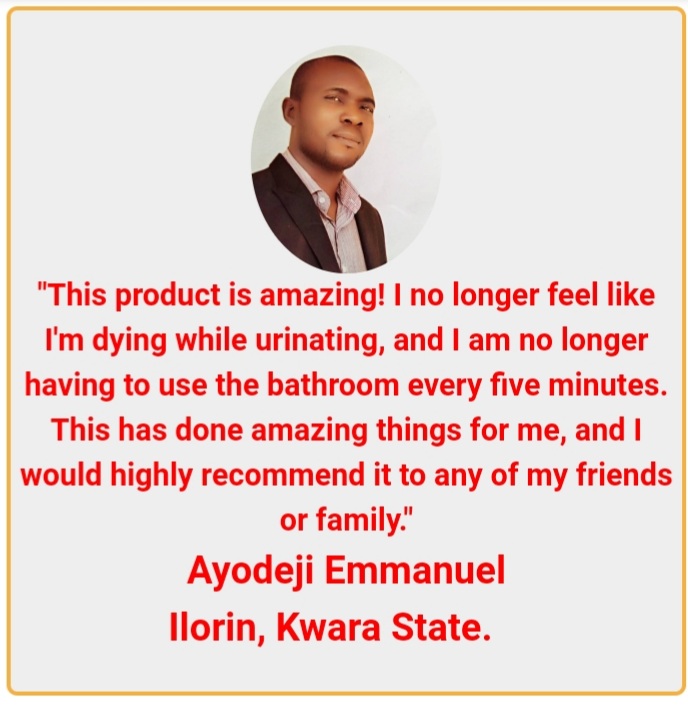 "This product is amazing! I no longer feel like
I'm dying while urinating, and I am no longer
having to use the bathroom every five minutes.
This has done amazing things for me, and I
would highly recommend it to any of my friends
or family."
Ayodeji Emmanuel
Ilorin, Kwara State.